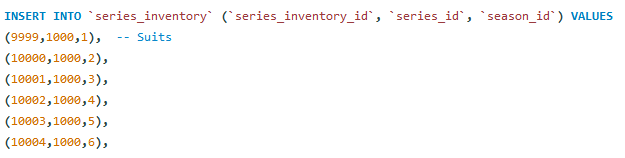 INSERT INTO `series_inventory` (`series_inventory_id`, `series_id`, `season_id`) VALUES
(9999,1000,1),  -- Suits
(10000,1000,2),
(10001,1000,3),
(10002,1000,4),
(10003,1000,5),
(10004,1000,6),